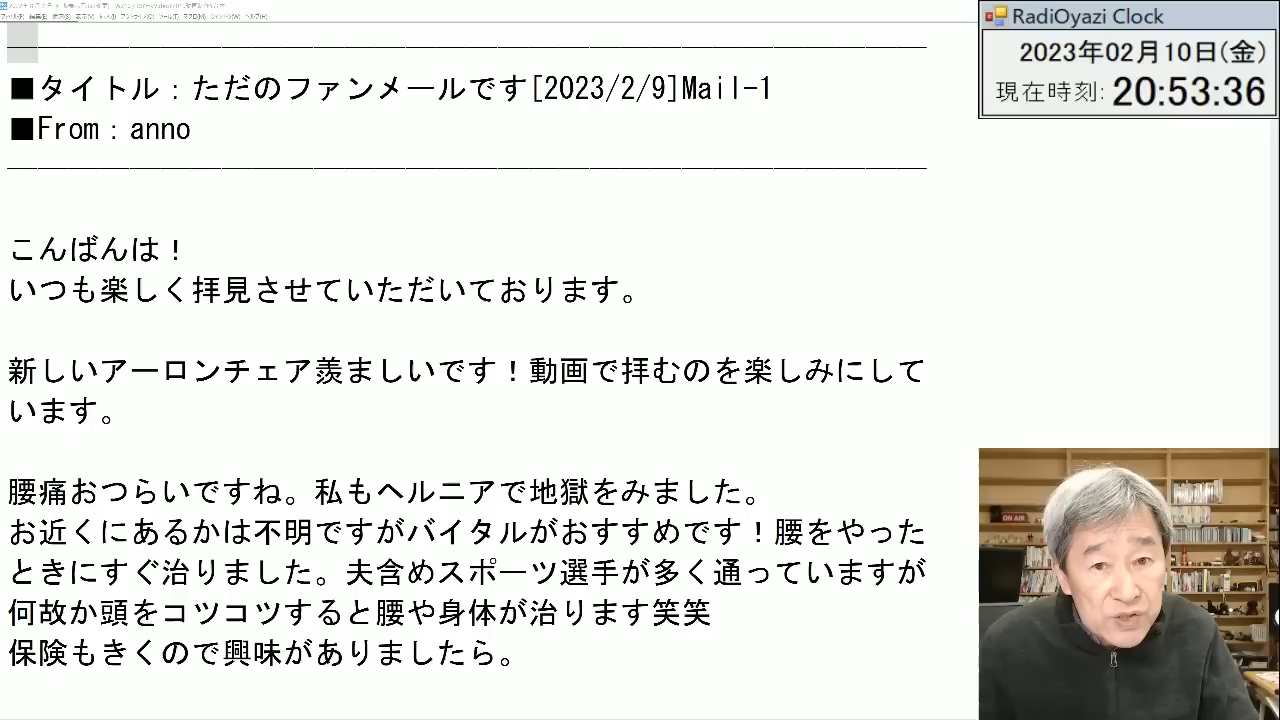 RadiOyazi Clock
2023年02月10日(金)
現在時刻: 20:53:36
■タイトル：ただのファンメールです[2023/2/9]Mail-1
■From：anno
こんばんは！
いつも楽しく拝見させていただいております。
新しいアーロンチェア羨ましいです！動画で拝むのを楽しみにして
います。
腰痛おつらいですね。私もヘルニアで地獄をみました。
お近くにあるかは不明ですがバイタルがおすすめです！腰をやった
ときにすぐ治りました。夫含めスポーツ選手が多く通っていますが
何故か頭をコツコツすると腰や身体が治ります笑笑
保険もきくので興味がありましたら。
ON AIR